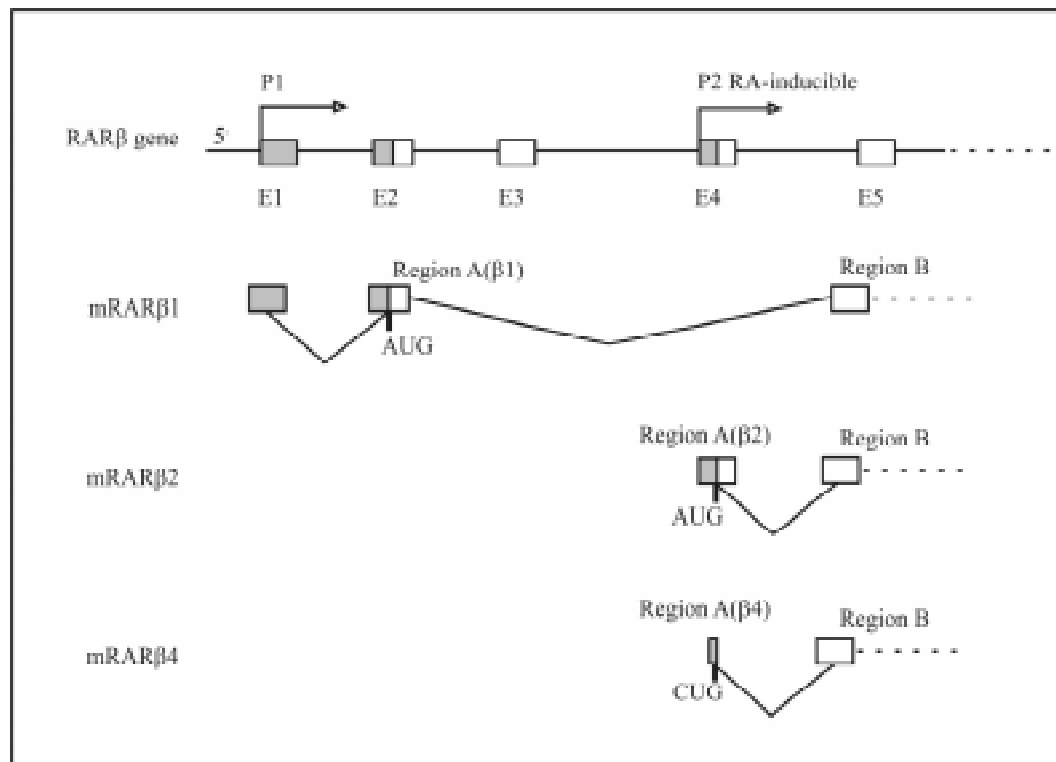 P1
P2 RA-inducible
RARβ gene
5'
E1 E2 E3 E4 E5
Region A(β1)
Region B
mRARβ1
AUG
Region A(β2)
Region B
mRARβ2
AUG
Region A(β4)
Region B
mRARβ4
CUG